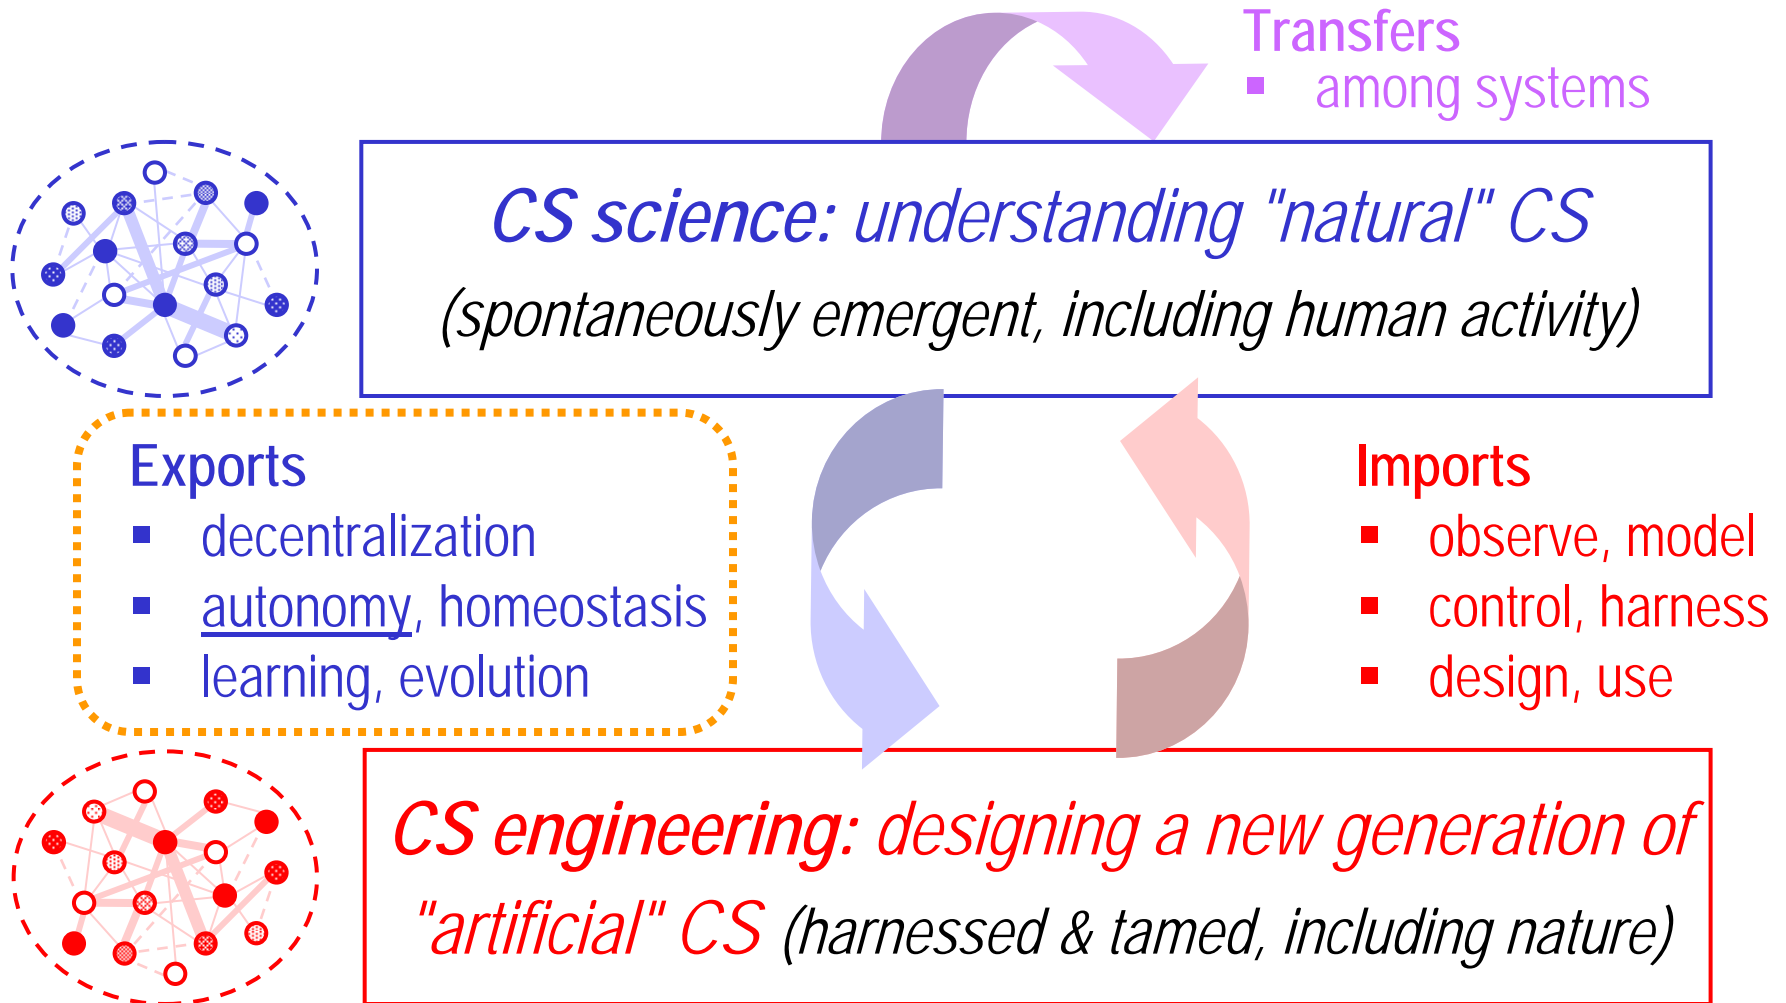 Transfers
▪ among systems
CS science: understanding "natural" CS
(spontaneously emergent, including human activity)
Exports
▪ decentralization
▪ autonomy, homeostasis
▪ learning, evolution
Imports
▪ observe, model
▪ control, harness
▪ design, use
CS engineering: designing a new generation of
"artificial" CS (harnessed & tamed, including nature)